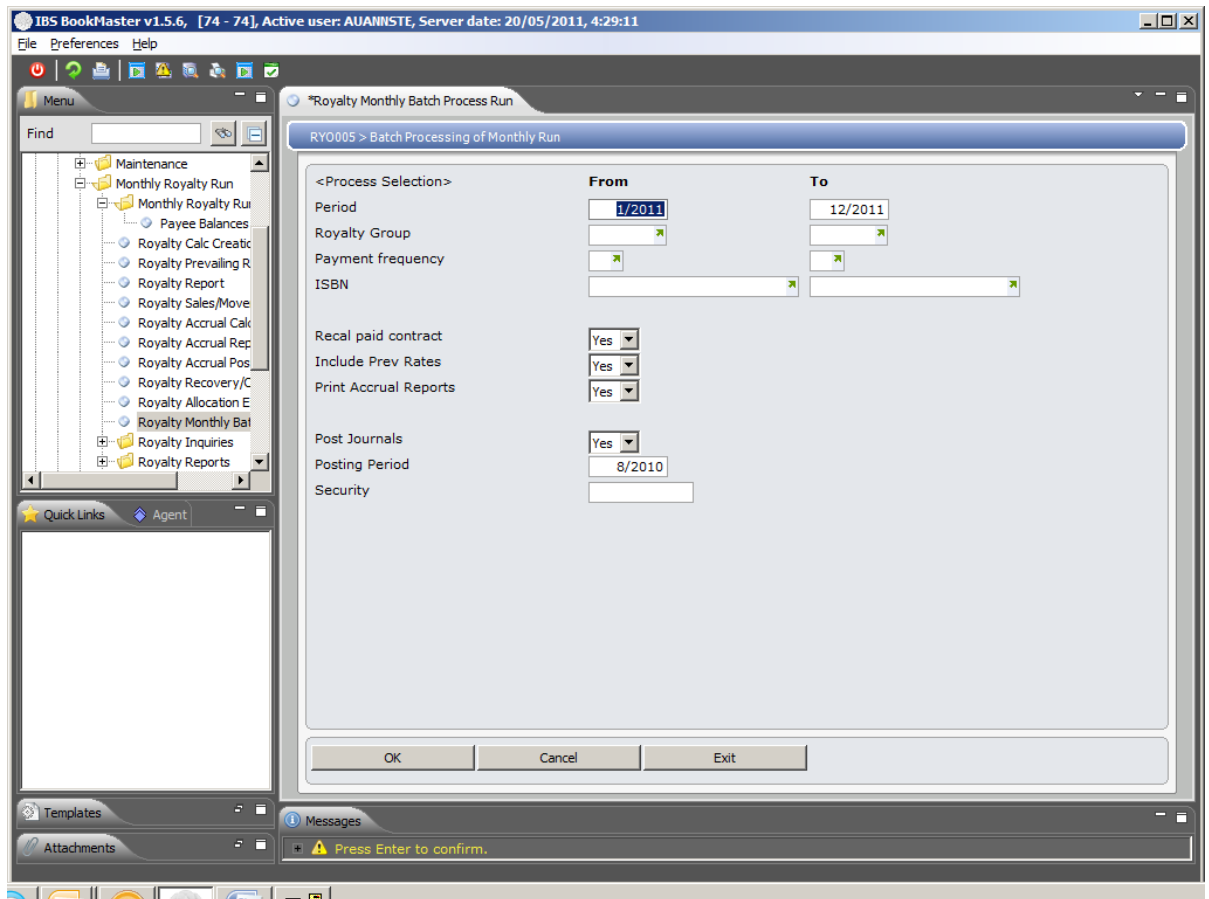 IBS BookMaster v1.5.6, [74 - 74], Active user: AUANNSTE, Server date: 20/05/2011, 4:29:11
File Preferences Help
Menu
Find
Maintenance
Monthly Royalty Run
Monthly Royalty Ru
Payee Balances
Royalty Calc Creatic
Royalty Prevailing R
Royalty Report
Royalty Sales/Move
Royalty Accrual Calc
Royalty Accrual Rep
Royalty Accrual Pos
Royalty Recovery/C
Royalty Allocation E
Royalty Monthly Bat
Royalty Inquiries
Royalty Reports
Quick Links Agent
Templates
Attachments
*Royalty Monthly Batch Process Run
RYO005 > Batch Processing of Monthly Run
<Process Selection> From To
Period 1/2011 12/2011
Royalty Group
Payment frequency
ISBN
Recal paid contract Yes
Include Prev Rates Yes
Print Accrual Reports Yes
Post Journals Yes
Posting Period 8/2010
Security
OK Cancel Exit
Messages
Press Enter to confirm.